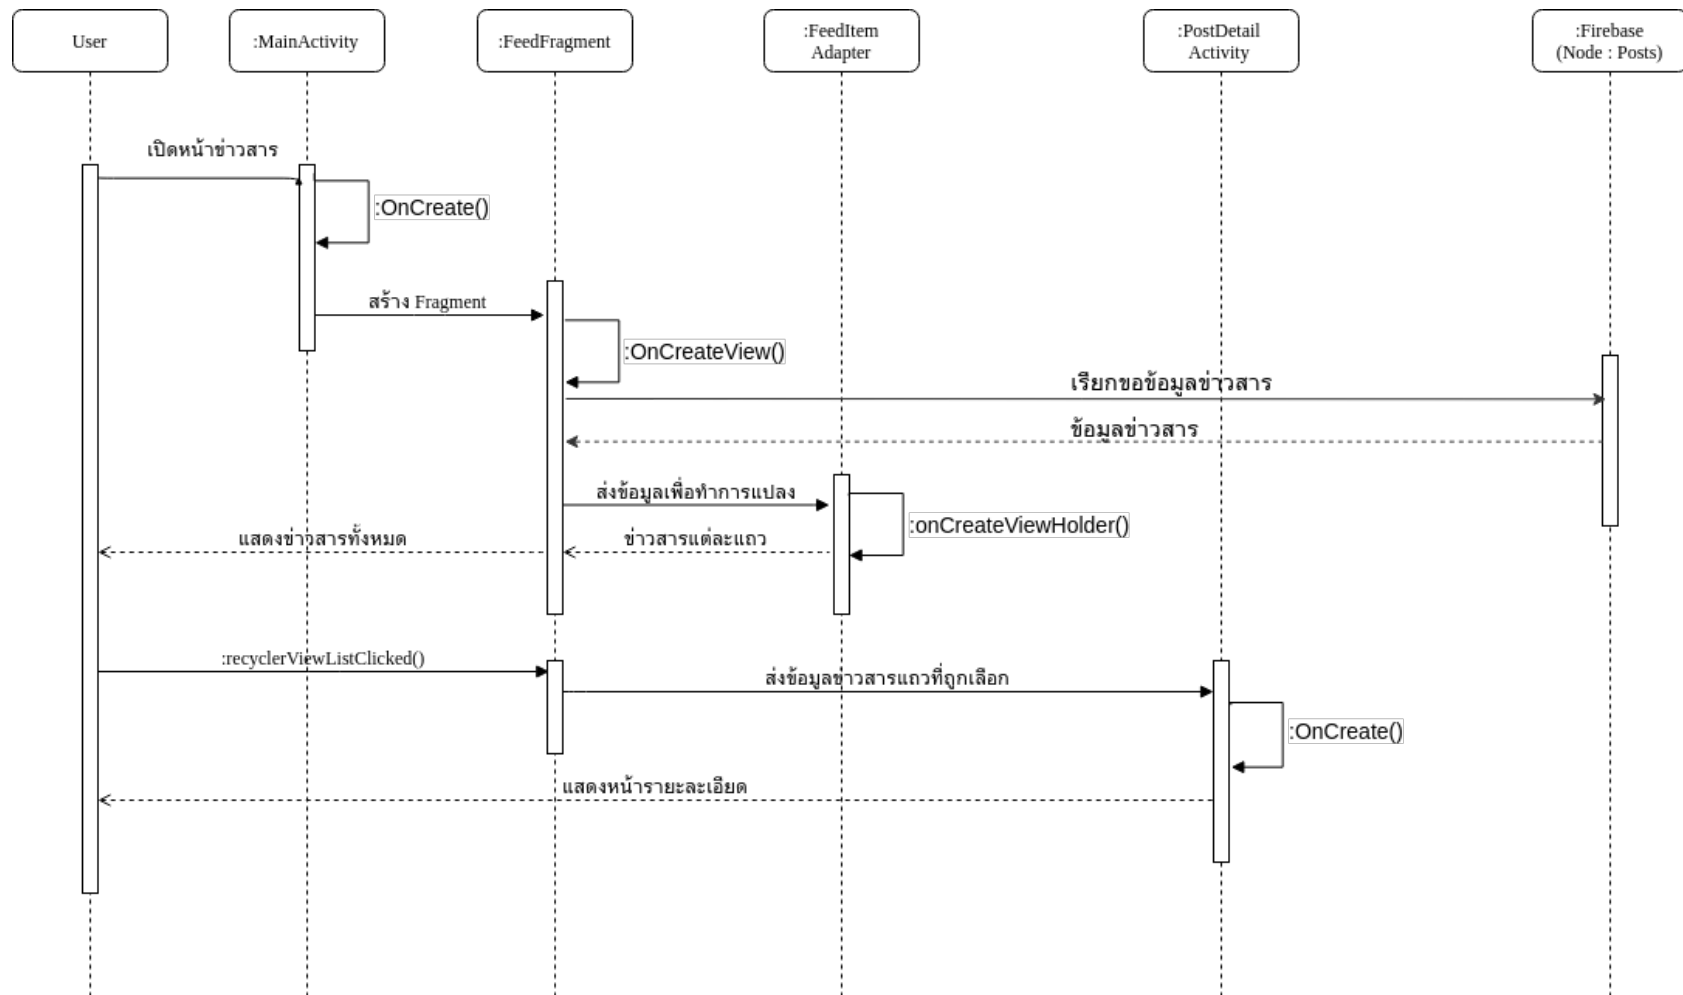 User
:MainActivity
:FeedFragment
:FeedItem
Adapter
:PostDetail
Activity
:Firebase
(Node : Posts)
เปิดหน้าข่าวสาร
:OnCreate()
สร้าง Fragment
:OnCreateView()
เรียกขอข้อมูลข่าวสาร
ข้อมูลข่าวสาร
ส่งข้อมูลเพื่อทำการแปลง
:onCreateViewHolder()
แสดงข่าวสารทั้งหมด
ข่าวสารแต่ละแถว
:recyclerViewListClicked()
ส่งข้อมูลข่าวสารแถวที่ถูกเลือก
:OnCreate()
แสดงหน้ารายะละเอียด